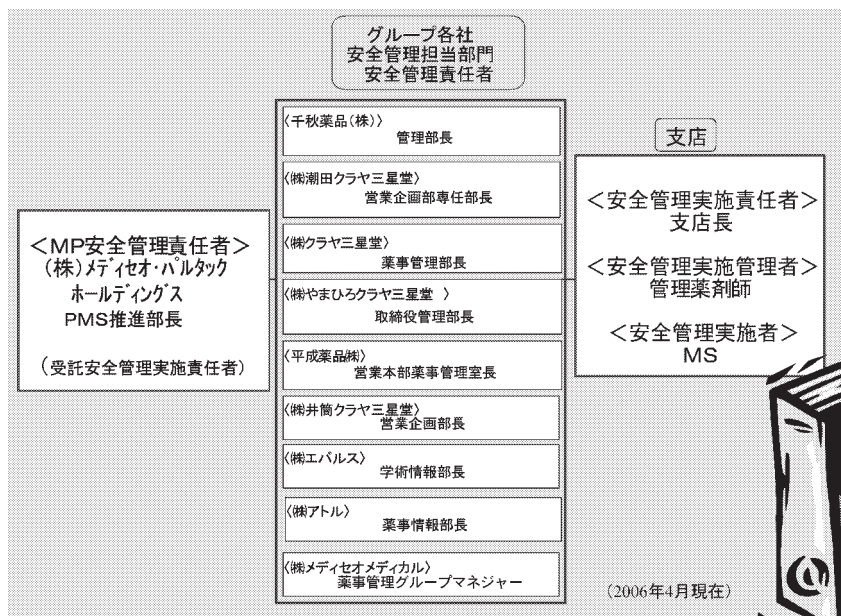 グループ各社
安全管理担当部門
安全管理責任者
〈千秋薬品(株)〉
管理部長
〈㈱潮田クラヤ三星堂〉
営業企画部専任部長
〈㈱クラヤ三星堂〉
薬事管理部長
〈㈱やまひろクラヤ三星堂 〉
取締役管理部長
〈平成薬品㈱〉
営業本部薬事管理室長
〈㈱井筒クラヤ三星堂〉
営業企画部長
〈㈱エバルス〉
学術情報部長
〈㈱アトル〉
薬事情報部長
〈㈱メディセオメディカル〉
薬事管理グループマネジャー
<MP安全管理責任者>
(株)メディセオ・パルタック
ホールディングス
PMS推進部長
(受託安全管理実施責任者)
支店
<安全管理実施責任者>
支店長
<安全管理実施管理者>
管理薬剤師
<安全管理実施者>
MS
(2006年4月現在)